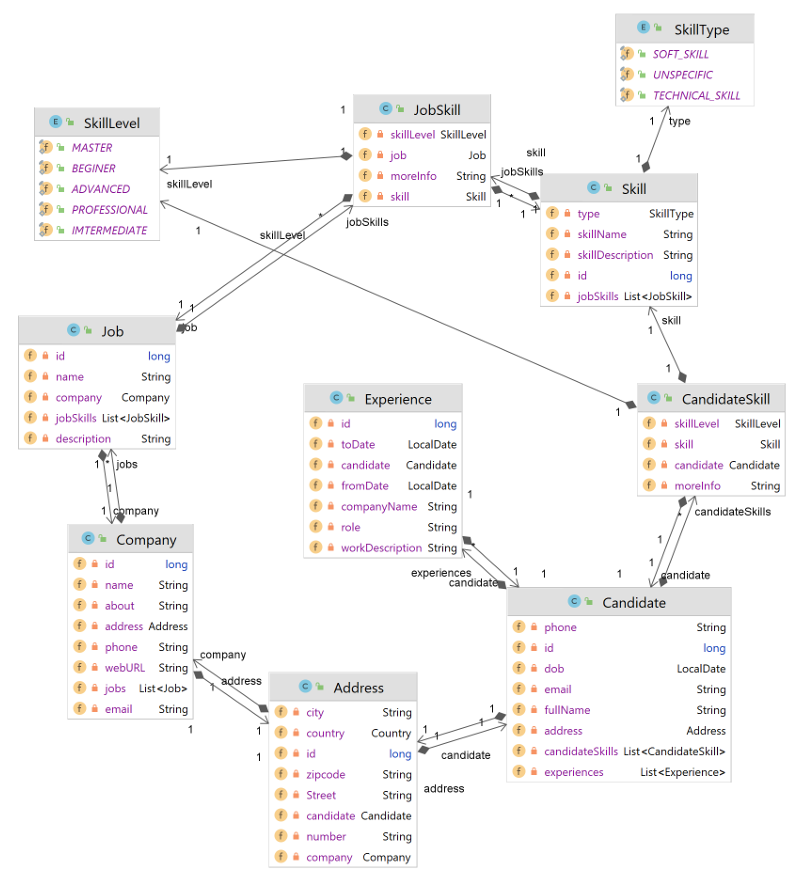 SkillType
SOFT_SKILL
UNSPECIFIC
TECHNICAL_SKILL
1 type
1
SkillLevel
MASTER
BEGINER
ADVANCED
PROFESSIONAL
IMTERMEDIATE
1
skillLevel
1
1
JobSkill
skillLevel SkillLevel
job Job
moreInfo String
skill Skill
skill
jobSkills
1 *
1 *
Skill
type SkillType
skillName String
skillDescription String
id long
jobSkills List<JobSkill>
*
jobSkills
skillLevel
1
1 1
job
Job
id long
name String
company Company
jobSkills List<JobSkill>
description String
1 * jobs
1
1 company
skill
1
1
1
CandidateSkill
skillLevel SkillLevel
skill Skill
candidate Candidate
moreInfo String
*
candidateSkills
1
1
candidate
Experience
id long
toDate LocalDate
candidate Candidate
fromDate LocalDate
companyName String
role String
workDescription String
1
*
experiences
candidate
1
1
Company
id long
name String
about String
address Address
phone String
webURL String
jobs List<Job>
email String
company
address
1
1
1
1
Address
city String
country Country
id long
zipcode String
Street String
candidate Candidate
number String
company Company
1
1
1
1
candidate
address
Candidate
phone String
id long
dob LocalDate
email String
fullName String
address Address
candidateSkills List<CandidateSkill>
experiences List<Experience>